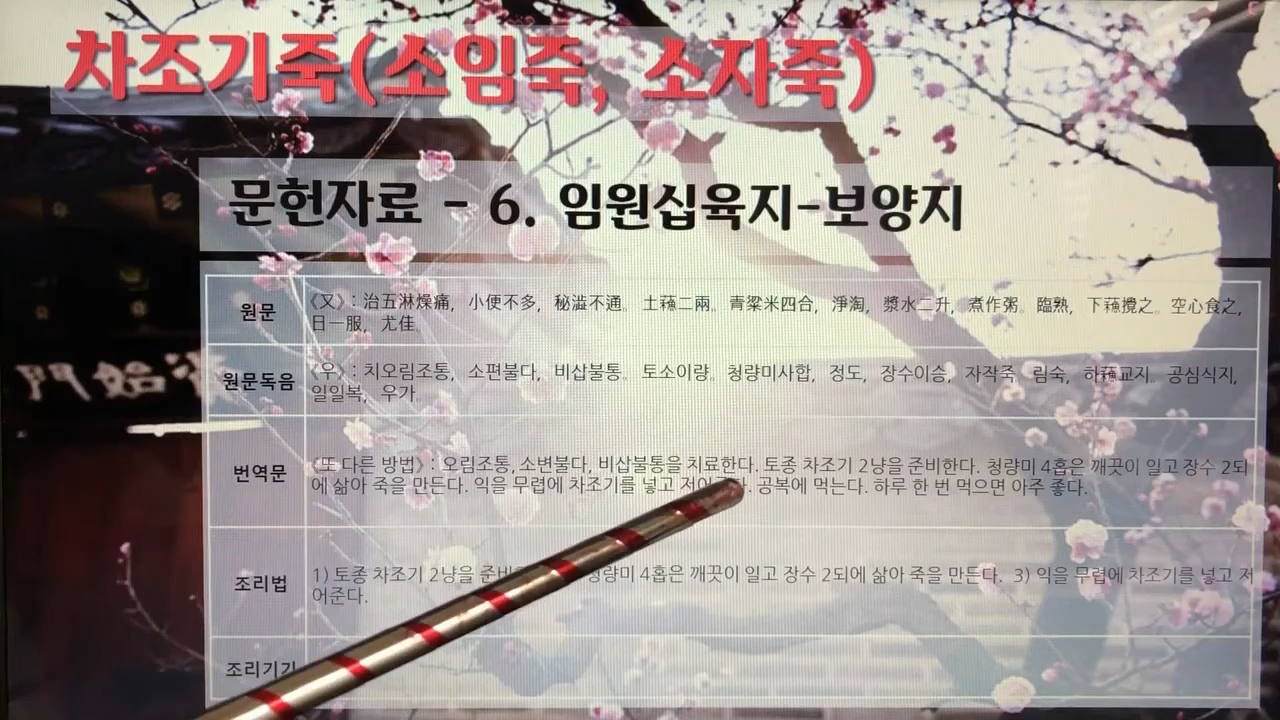 차조기죽(소임죽, 소자죽)
문헌자료 - 6. 임원십육지-보양지
원문
《又》: 治五淋燥痛, 小便不多, 秘澁不通。土蘓二兩。青粱米四合, 淨淘, 漿水二升, 煮作粥。臨熟, 下蘓攪之。空心食之,
日一服, 尤佳。
원문독음
《우》: 치오림조통, 소편불다, 비삽불통。 토소이량。청량미사합, 정도, 장수이승, 자작죽。림숙, 하蘓교지。공심식지,
일일복, 우가。
번역문
《또 다른 방법》: 오림조통, 소변불다, 비삽불통을 치료한다. 토종 차조기 2냥을 준비한다. 청량미 4홉은 깨끗이 일고 장수 2되
에 삶아 죽을 만든다. 익을 무렵에 차조기를 넣고 공복에 먹는다. 하루 한 번 먹으면 아주 좋다.
조리법
1) 토종 차조기 2냥을 청량미 4홉은 깨끗이 일고 장수 2되에 삶아 죽을 만든다. 3) 익을 무렵에 차조기를 넣고 저
어준다.
조리기기
門 始